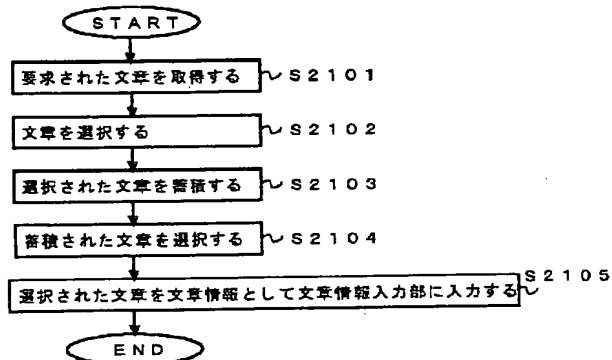 START
要求された文章を取得する S2101
文章を選択する S2102
選択された文章を蓄積する S2103
蓄積された文章を選択する S2104
選択された文章を文章情報として文章情報入力部に入力する S2105
END